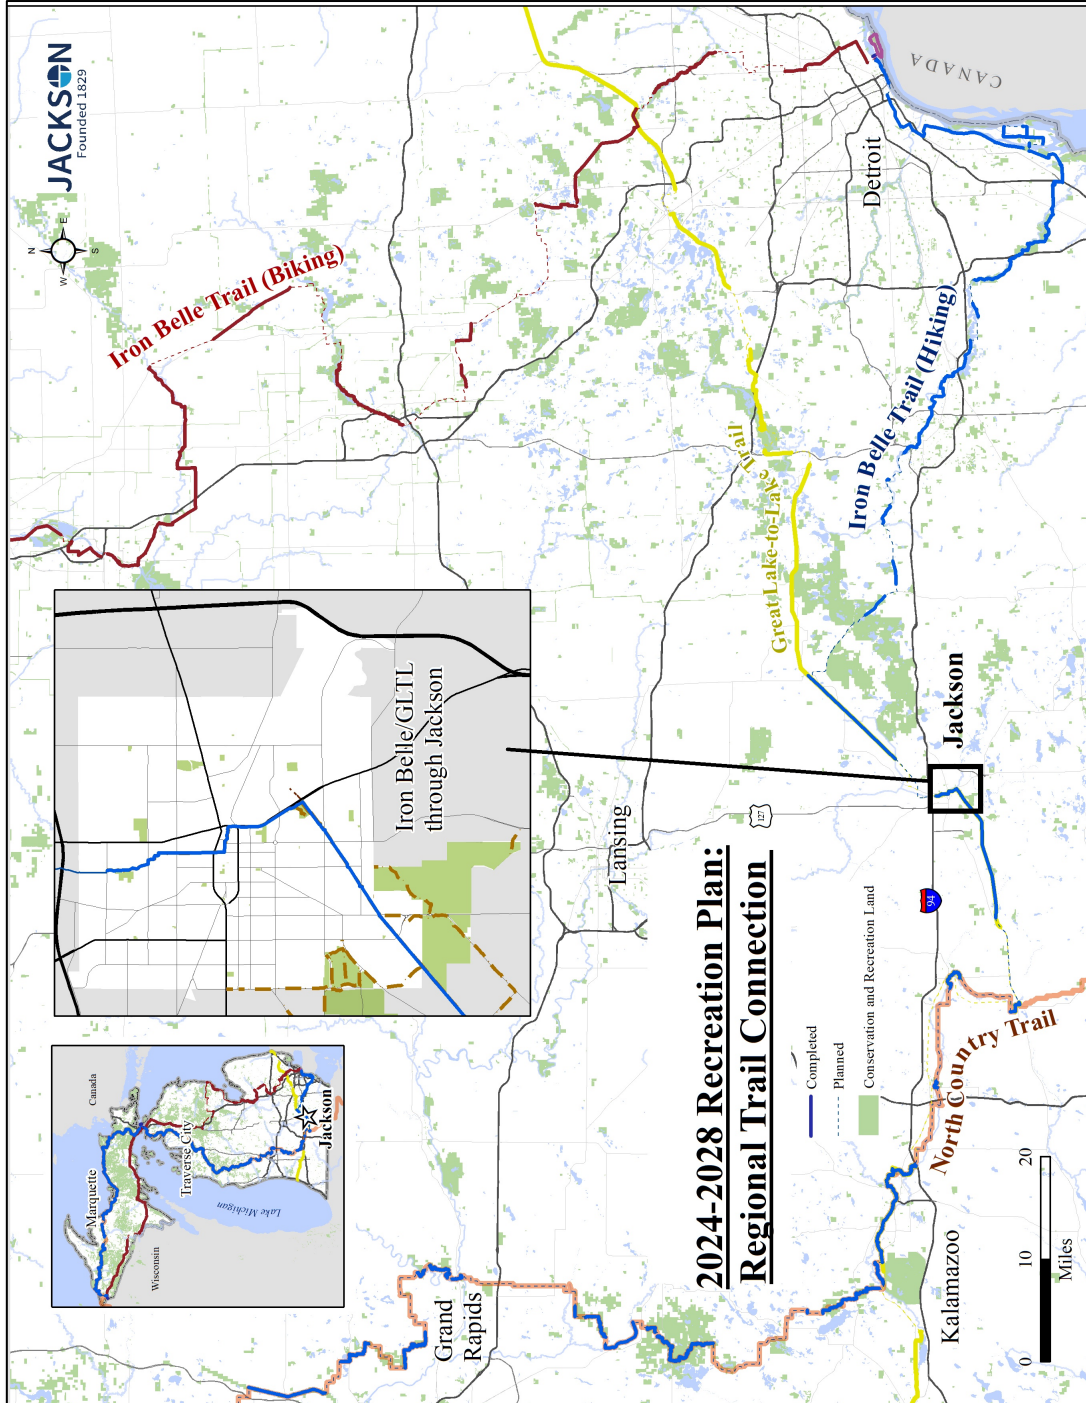 JACKSON
Founded 1829
N
W
E
S
CANADA
Iron Belle Trail (Biking)
Detroit
Great Lake-to-Lake Trail
Iron Belle Trail (Hiking)
Iron Belle/GLTL
through Jackson
Jackson
Lansing
127
94
Canada
Marquette
Traverse City
Lake Michigan
Wisconsin
Jackson
2024-2028 Recreation Plan:
Regional Trail Connection
Completed
Planned
Conservation and Recreation Land
North Country Trail
Grand
Rapids
Kalamazoo
0
10
20
Miles